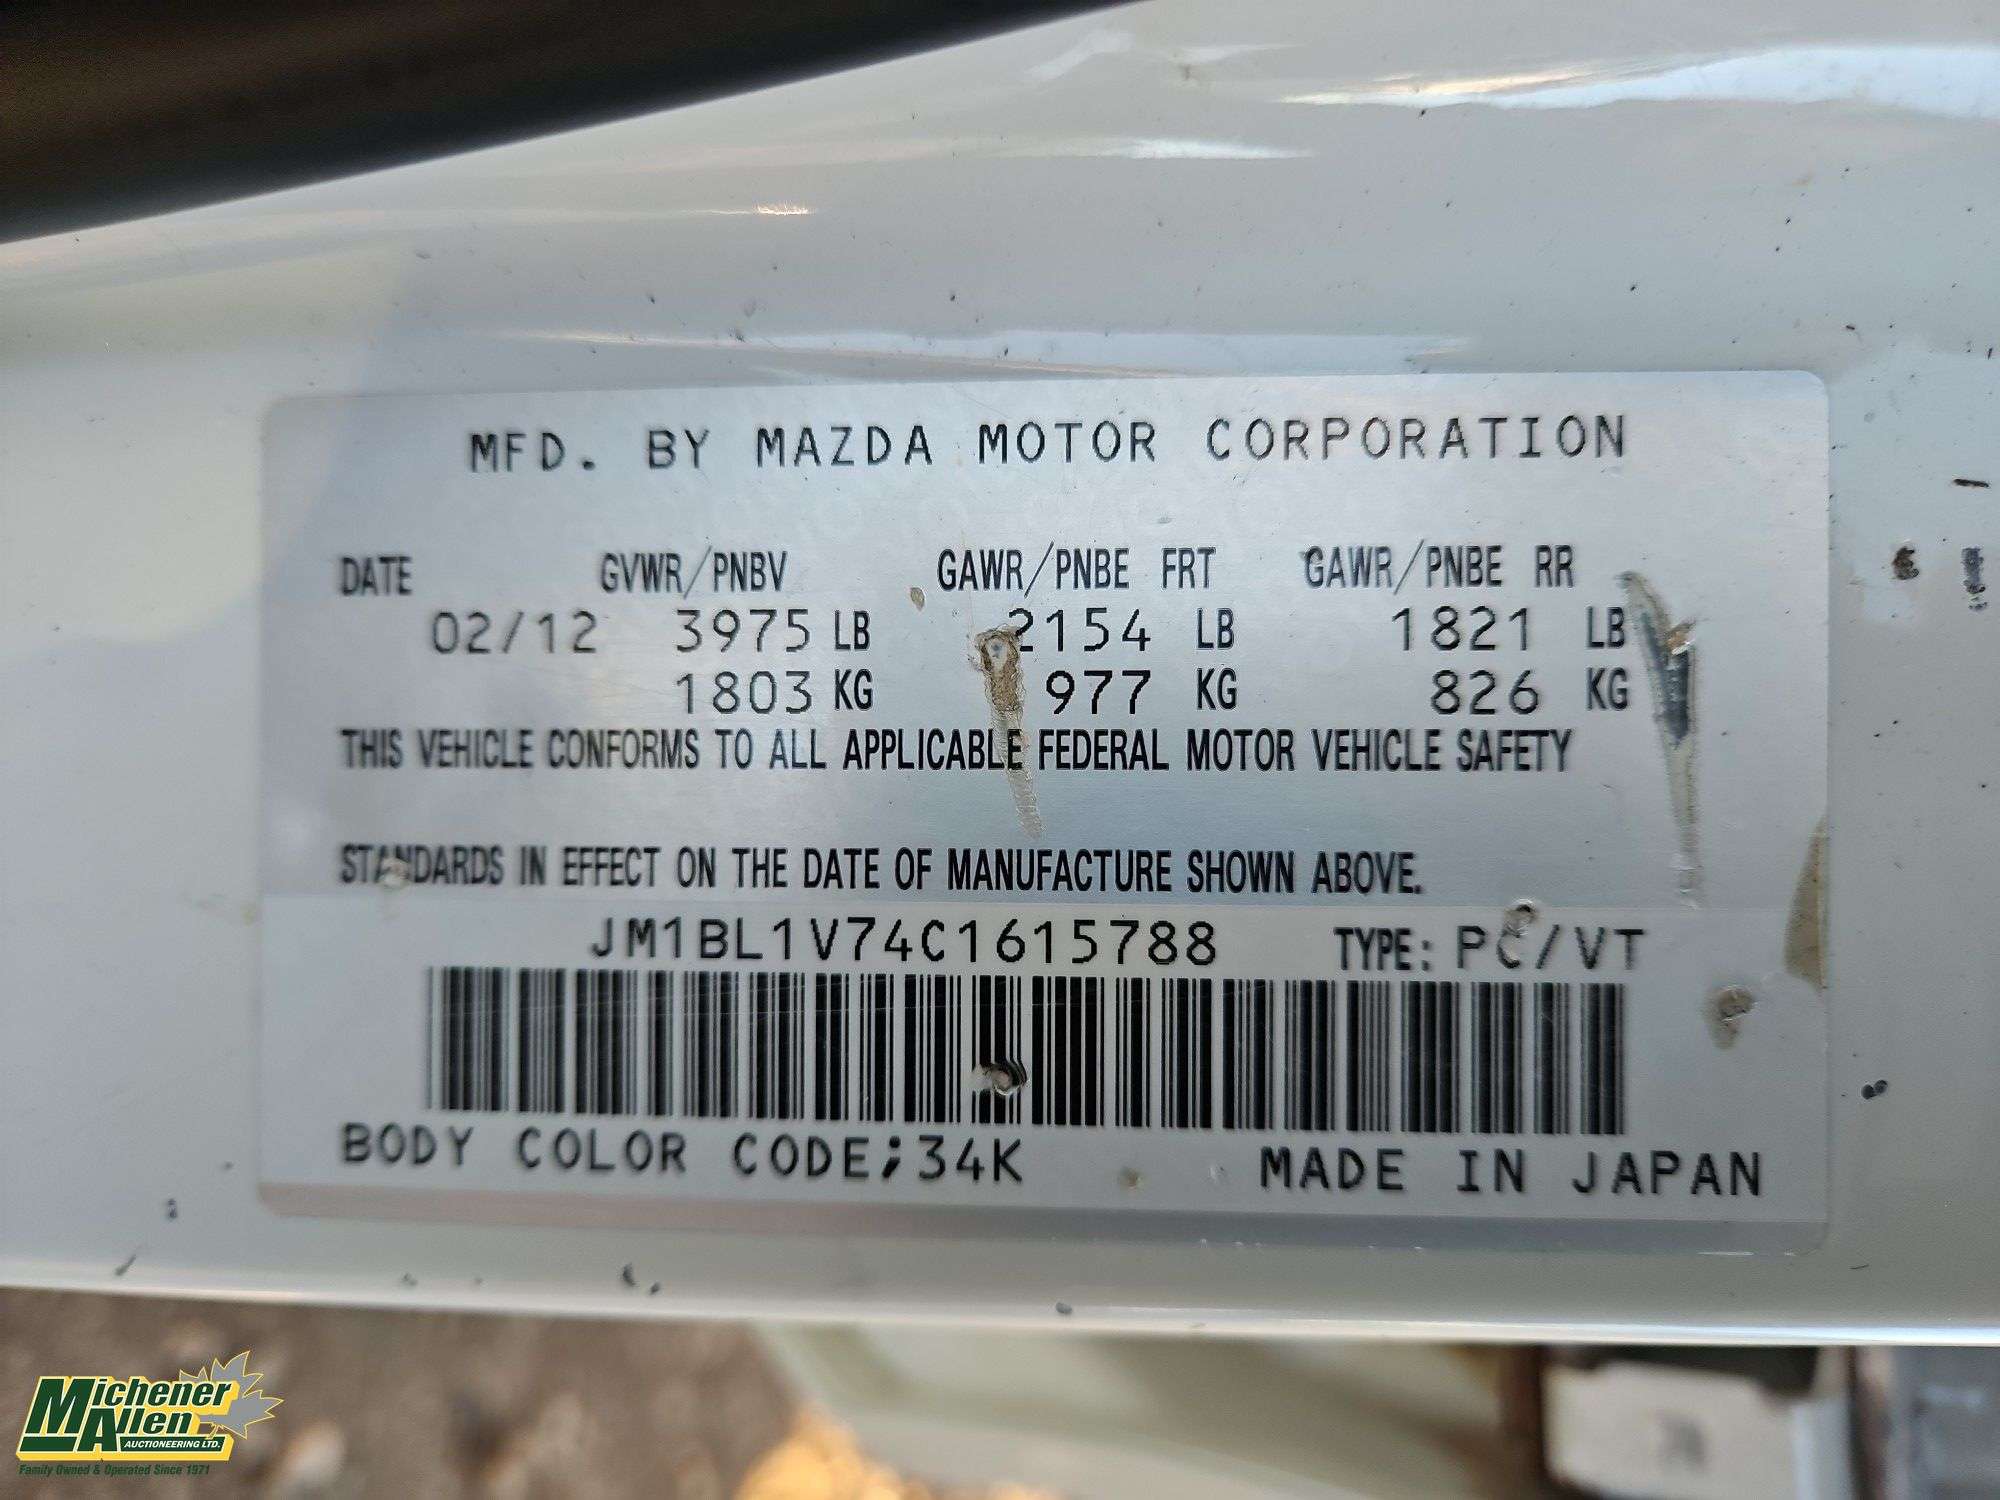 MFD. BY MAZDA MOTOR CORPORATION
DATE GVWR/PNBV GAWR/PNBE FRT GAWR/PNBE RR
02/12 3975 LB 2154 LB 1821 LB
1803 KG 977 KG 826 KG
THIS VEHICLE CONFORMS TO ALL APPLICABLE FEDERAL MOTOR VEHICLE SAFETY
STANDARDS IN EFFECT ON THE DATE OF MANUFACTURE SHOWN ABOVE.
JM1BL1V74C1615788 TYPE: PC/VT
BODY COLOR CODE;34K MADE IN JAPAN
Michener
Allen
AUCTIONEERING LTD.
Family Owned & Operated Since 1971